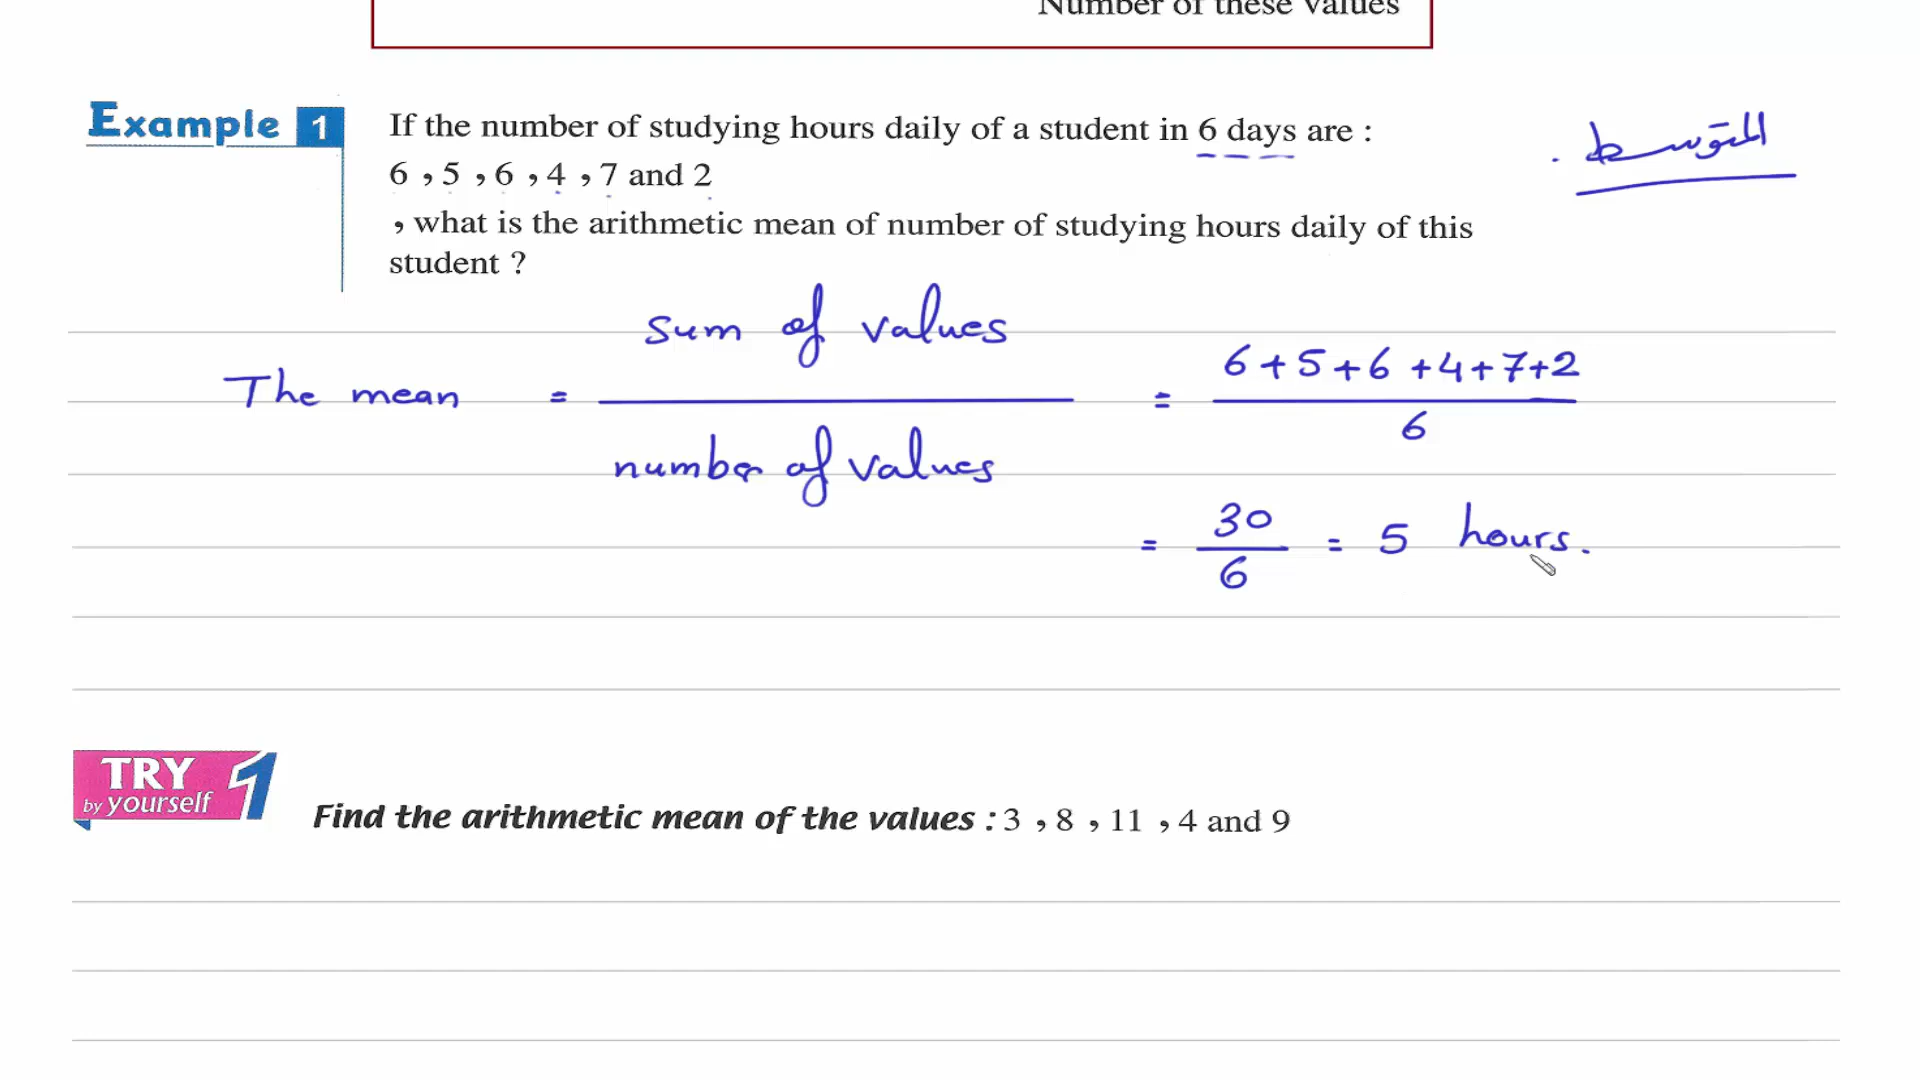 Number of these values
Example 1
If the number of studying hours daily of a student in 6 days are :
6 , 5 , 6 , 4 , 7 and 2
, what is the arithmetic mean of number of studying hours daily of this
student ?
المتوسط .
The mean = sum of values / number of values = 6+5+6+4+7+2 / 6
= 30 / 6 = 5 hours.
TRY by yourself 1
Find the arithmetic mean of the values : 3 , 8 , 11 , 4 and 9